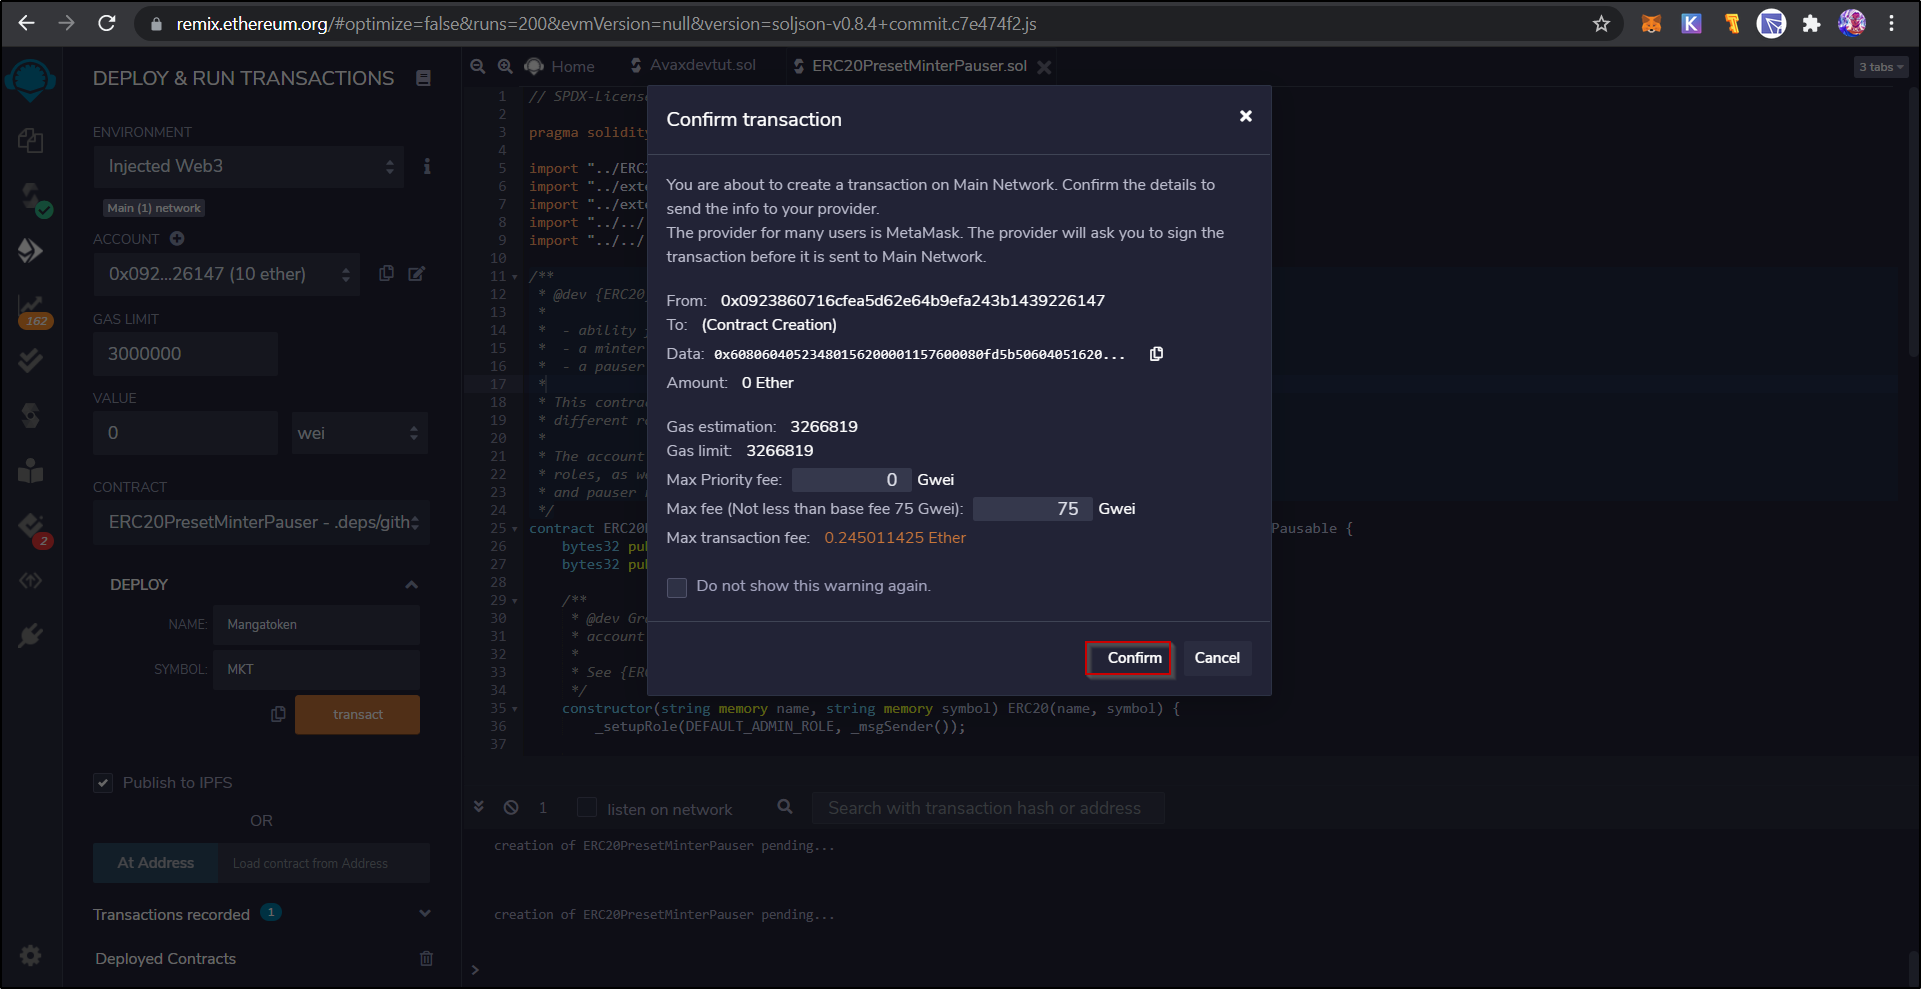 remix.ethereum.org/#optimize=false&runs=200&evmVersion=null&version=soljson-v0.8.4+commit.c7e474f2.js
DEPLOY & RUN TRANSACTIONS
ENVIRONMENT
Injected Web3
Main (1) network
ACCOUNT
0x092...26147 (10 ether)
GAS LIMIT
3000000
VALUE
0
wei
CONTRACT
ERC20PresetMinterPauser - .deps/gith
DEPLOY
NAME:
Mangatoken
SYMBOL:
MKT
transact
Publish to IPFS
OR
At Address
Load contract from Address
Transactions recorded 1
Deployed Contracts
162
2
Home
Avaxdevtut.sol
ERC20PresetMinterPauser.sol
3 tabs
1 // SPDX-License
2
3 pragma solidity
4
5 import "../ERC2
6 import "../exte
7 import "../exte
8 import "../../
9 import "../../
10
11 /**
12 * @dev {ERC20
13 *
14 * - ability
15 * - a minter
16 * - a pauser
17 *
18 * This contra
19 * different ro
20 *
21 * The account
22 * roles, as we
23 * and pauser
24 */
25 contract ERC20 Pausable {
26 bytes32 pu
27 bytes32 pu
28
29 /**
30 * @dev Gr
31 * account
32 *
33 * See {ER
34 */
35 constructor(string memory name, string memory symbol) ERC20(name, symbol) {
36 _setupRole(DEFAULT_ADMIN_ROLE, _msgSender());
37
Confirm transaction
You are about to create a transaction on Main Network. Confirm the details to
send the info to your provider.
The provider for many users is MetaMask. The provider will ask you to sign the
transaction before it is sent to Main Network.
From: 0x0923860716cfea5d62e64b9efa243b1439226147
To: (Contract Creation)
Data: 0x60806040523480156200001157600080fd5b50604051620...
Amount: 0 Ether
Gas estimation: 3266819
Gas limit: 3266819
Max Priority fee: 0 Gwei
Max fee (Not less than base fee 75 Gwei): 75 Gwei
Max transaction fee: 0.245011425 Ether
Do not show this warning again.
Confirm
Cancel
1
listen on network
Search with transaction hash or address
creation of ERC20PresetMinterPauser pending...
creation of ERC20PresetMinterPauser pending...
>